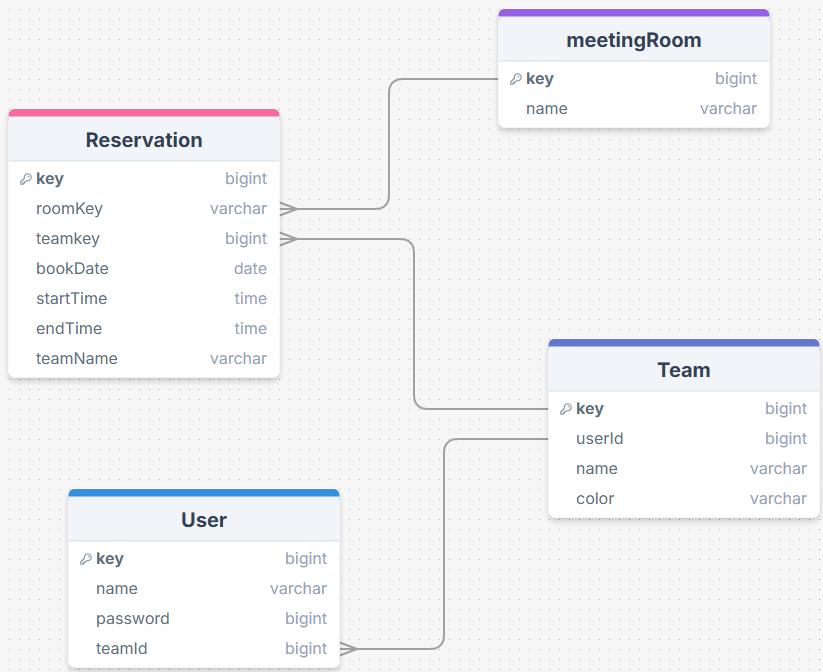 meetingRoom
key bigint
name varchar
Reservation
key bigint
roomKey varchar
teamkey bigint
bookDate date
startTime time
endTime time
teamName varchar
Team
key bigint
userId bigint
name varchar
color varchar
User
key bigint
name varchar
password bigint
teamId bigint